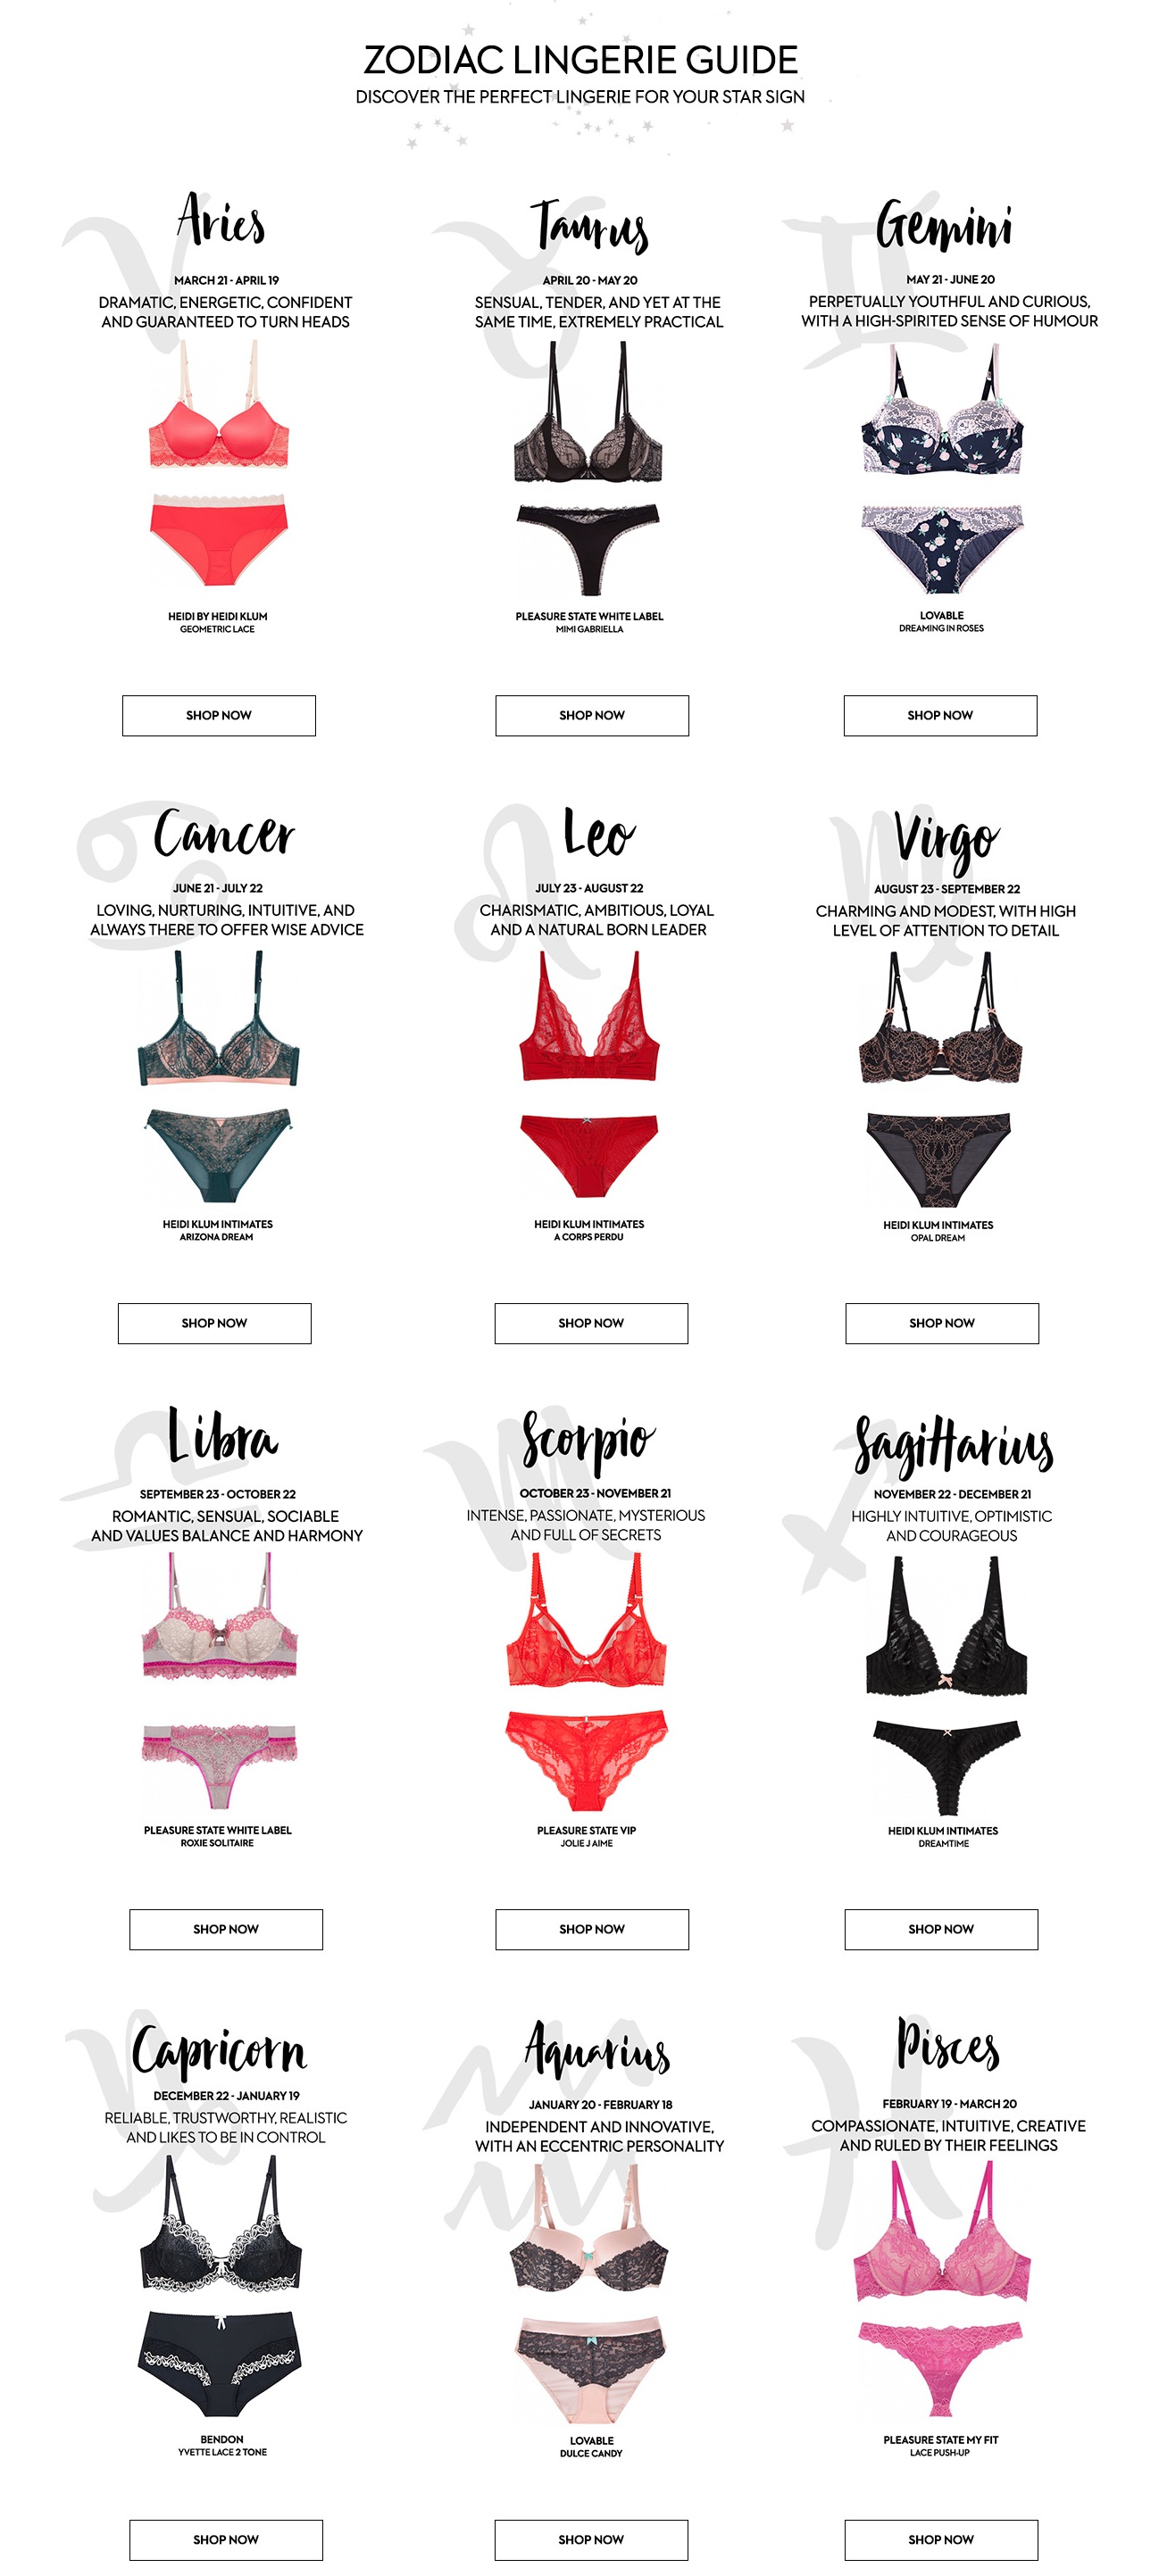 ZODIAC LINGERIE GUIDE
DISCOVER THE PERFECT LINGERIE FOR YOUR STAR SIGN
Aries
MARCH 21 - APRIL 19
DRAMATIC, ENERGETIC, CONFIDENT
AND GUARANTEED TO TURN HEADS
HEIDI BY HEIDI KLUM
GEOMETRIC LACE
SHOP NOW
Taurus
APRIL 20 - MAY 20
SENSUAL, TENDER, AND YET AT THE
SAME TIME, EXTREMELY PRACTICAL
PLEASURE STATE WHITE LABEL
MIMI GABRIELLA
SHOP NOW
Gemini
MAY 21 - JUNE 20
PERPETUALLY YOUTHFUL AND CURIOUS,
WITH A HIGH-SPIRITED SENSE OF HUMOUR
LOVABLE
DREAMING IN ROSES
SHOP NOW
Cancer
JUNE 21 - JULY 22
LOVING, NURTURING, INTUITIVE, AND
ALWAYS THERE TO OFFER WISE ADVICE
HEIDI KLUM INTIMATES
ARIZONA DREAM
SHOP NOW
Leo
JULY 23 - AUGUST 22
CHARISMATIC, AMBITIOUS, LOYAL
AND A NATURAL BORN LEADER
HEIDI KLUM INTIMATES
A CORPS PERDU
SHOP NOW
Virgo
AUGUST 23 - SEPTEMBER 22
CHARMING AND MODEST, WITH HIGH
LEVEL OF ATTENTION TO DETAIL
HEIDI KLUM INTIMATES
OPAL DREAM
SHOP NOW
Libra
SEPTEMBER 23 - OCTOBER 22
ROMANTIC, SENSUAL, SOCIABLE
AND VALUES BALANCE AND HARMONY
PLEASURE STATE WHITE LABEL
ROXIE SOLITAIRE
SHOP NOW
Scorpio
OCTOBER 23 - NOVEMBER 21
INTENSE, PASSIONATE, MYSTERIOUS
AND FULL OF SECRETS
PLEASURE STATE VIP
JOLIE J AIME
SHOP NOW
Sagittarius
NOVEMBER 22 - DECEMBER 21
HIGHLY INTUITIVE, OPTIMISTIC
AND COURAGEOUS
HEIDI KLUM INTIMATES
DREAMTIME
SHOP NOW
Capricorn
DECEMBER 22 - JANUARY 19
RELIABLE, TRUSTWORTHY, REALISTIC
AND LIKES TO BE IN CONTROL
BENDON
YVETTE LACE 2 TONE
SHOP NOW
Aquarius
JANUARY 20 - FEBRUARY 18
INDEPENDENT AND INNOVATIVE,
WITH AN ECCENTRIC PERSONALITY
LOVABLE
DULCE CANDY
SHOP NOW
Pisces
FEBRUARY 19 - MARCH 20
COMPASSIONATE, INTUITIVE, CREATIVE
AND RULED BY THEIR FEELINGS
PLEASURE STATE MY FIT
LACE PUSH-UP
SHOP NOW